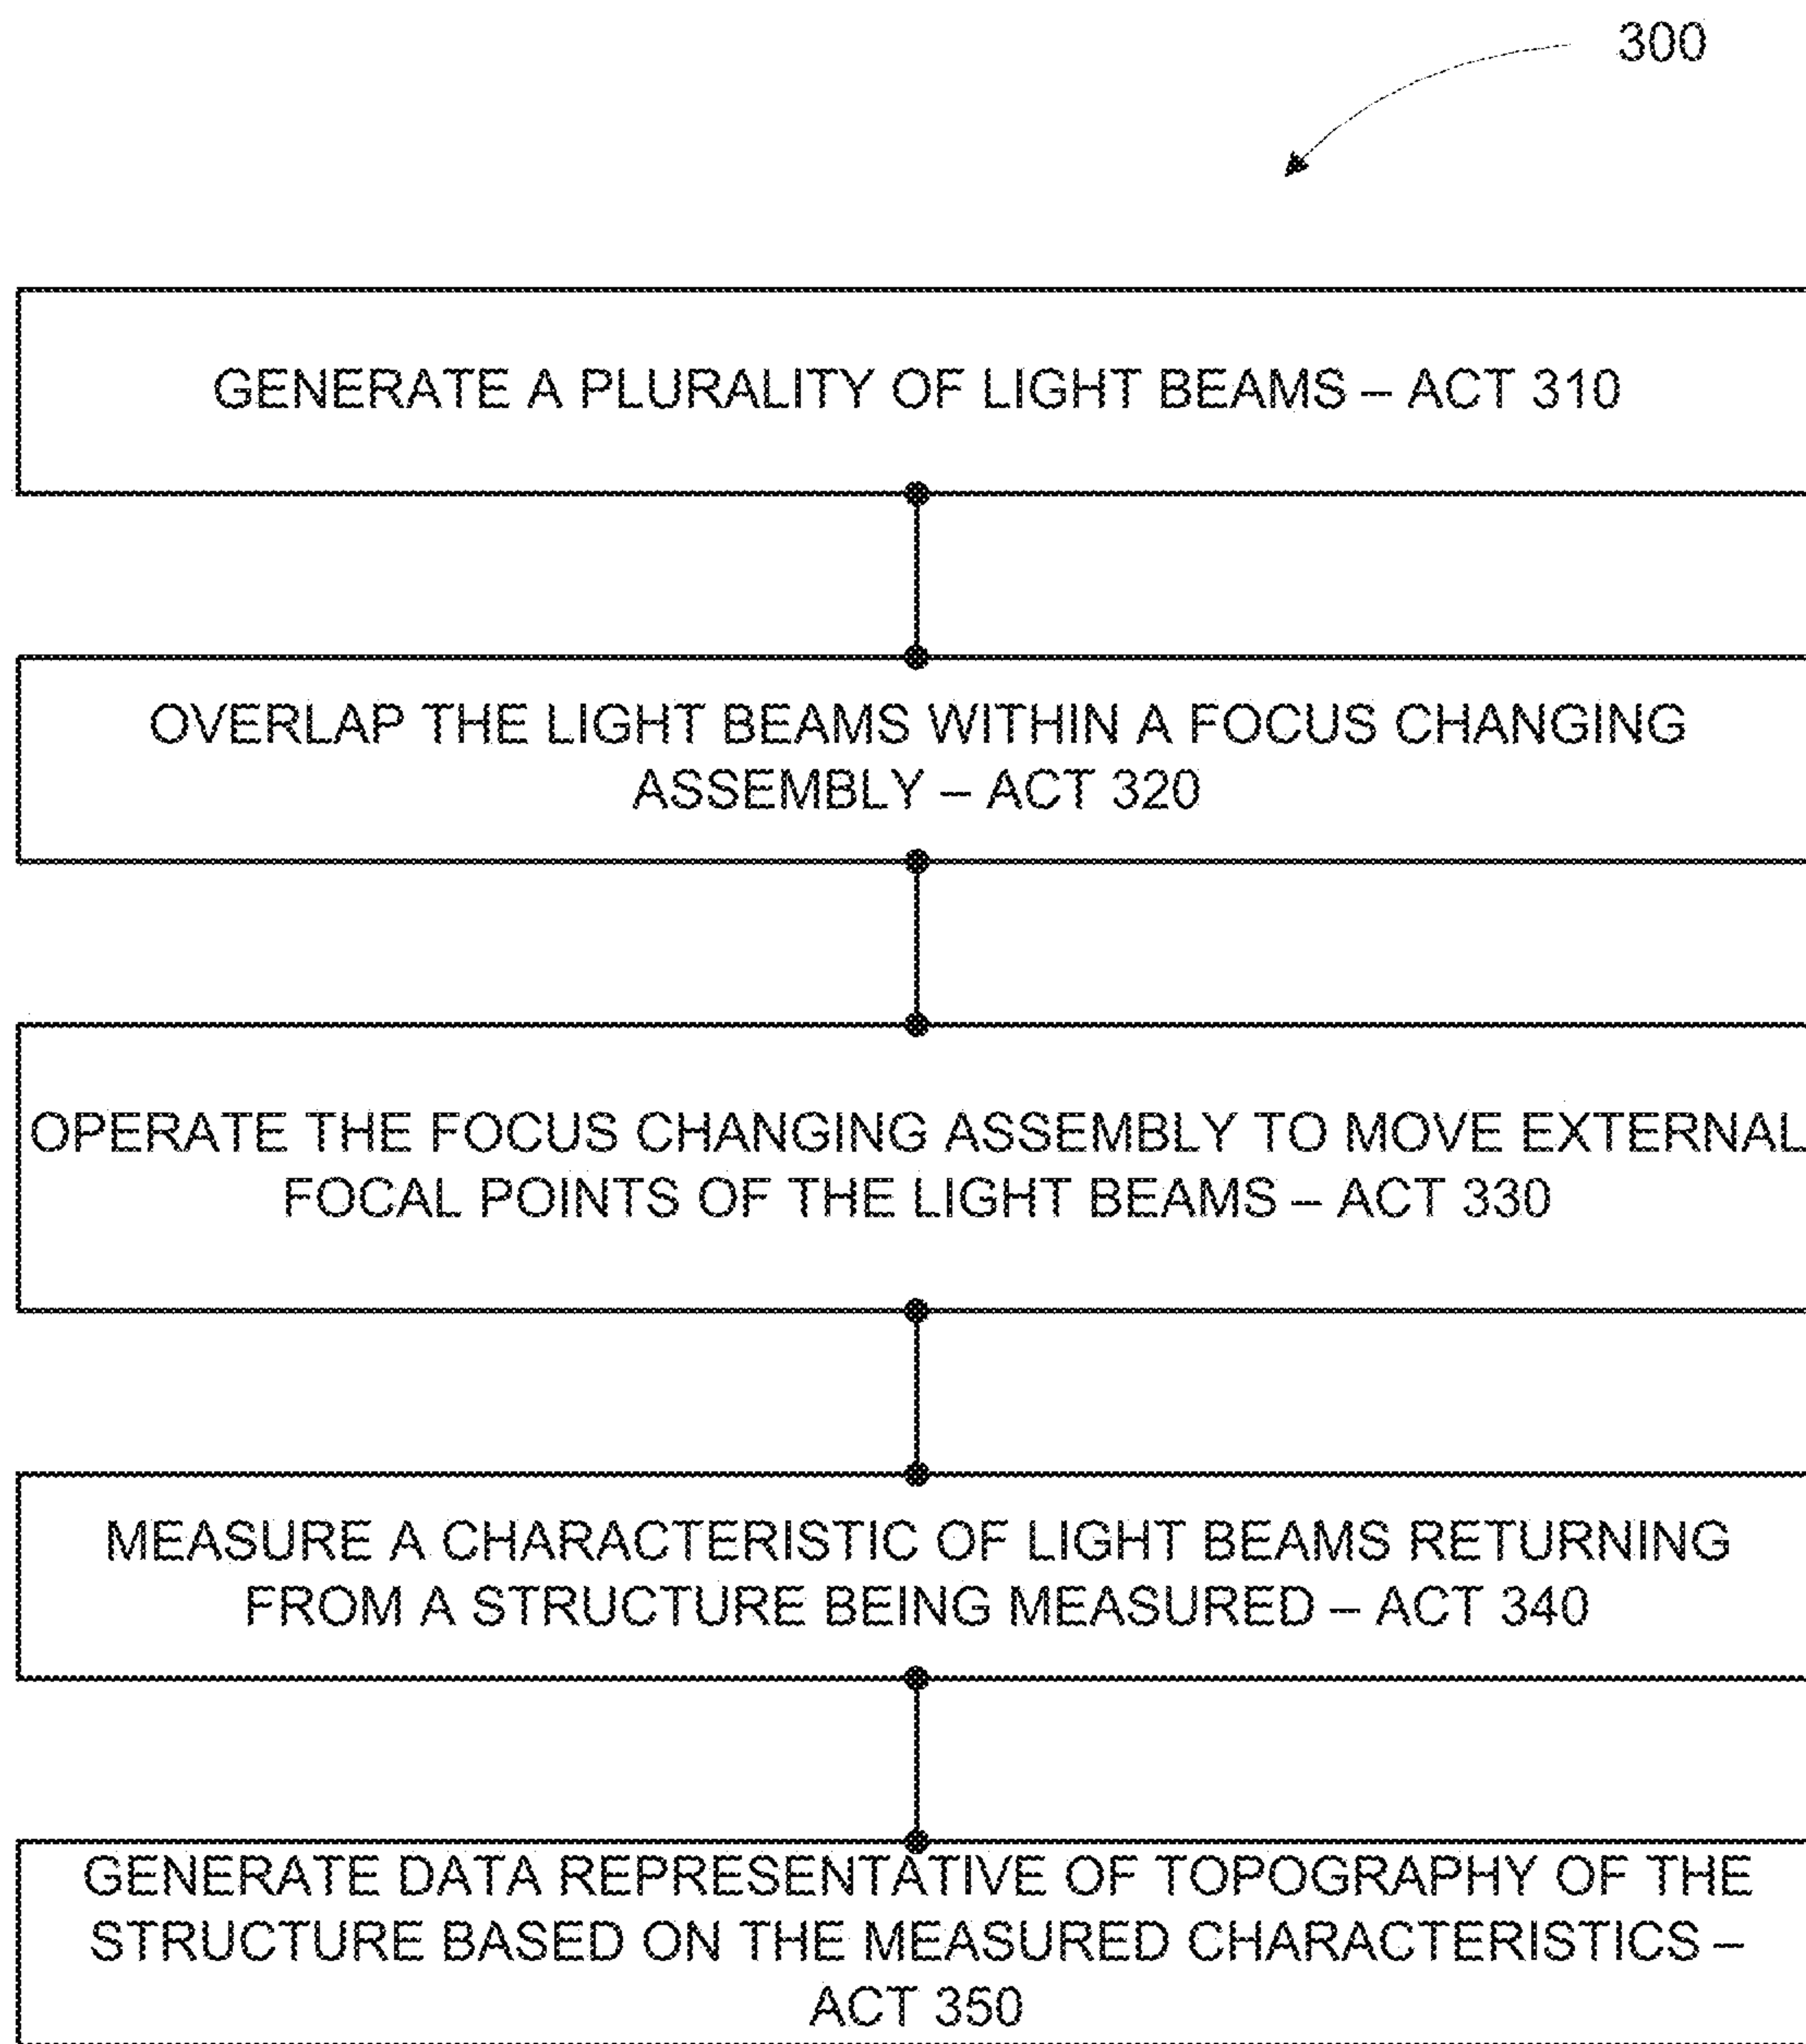 300
GENERATE A PLURALITY OF LIGHT BEAMS – ACT 310
OVERLAP THE LIGHT BEAMS WITHIN A FOCUS CHANGING
ASSEMBLY – ACT 320
OPERATE THE FOCUS CHANGING ASSEMBLY TO MOVE EXTERNAL
FOCAL POINTS OF THE LIGHT BEAMS – ACT 330
MEASURE A CHARACTERISTIC OF LIGHT BEAMS RETURNING
FROM A STRUCTURE BEING MEASURED – ACT 340
GENERATE DATA REPRESENTATIVE OF TOPOGRAPHY OF THE
STRUCTURE BASED ON THE MEASURED CHARACTERISTICS –
ACT 350